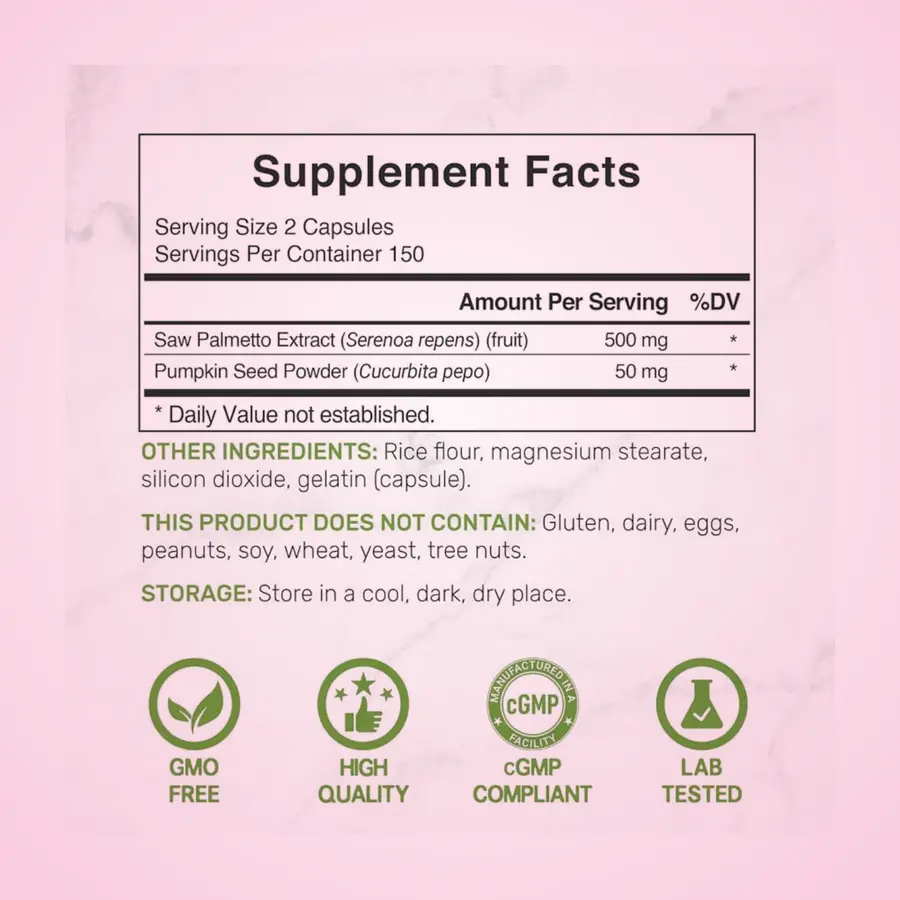 Supplement Facts
Serving Size 2 Capsules
Servings Per Container 150
Amount Per Serving %DV
Saw Palmetto Extract (Serenoa repens) (fruit) 500 mg *
Pumpkin Seed Powder (Cucurbita pepo) 50 mg *
* Daily Value not established.
OTHER INGREDIENTS: Rice flour, magnesium stearate,
silicon dioxide, gelatin (capsule).
THIS PRODUCT DOES NOT CONTAIN: Gluten, dairy, eggs,
peanuts, soy, wheat, yeast, tree nuts.
STORAGE: Store in a cool, dark, dry place.
MANUFACTURED IN A
cGMP
FACILITY
GMO
FREE
HIGH
QUALITY
cGMP
COMPLIANT
LAB
TESTED